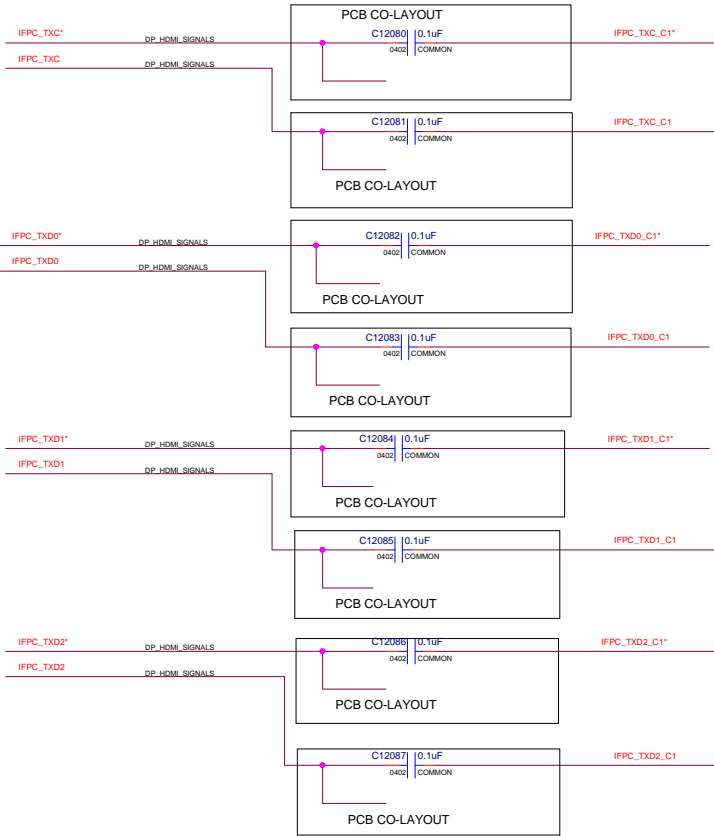 PCB CO-LAYOUT
IFPC_TXC*
DP_HDMI_SIGNALS
C12080 0.1uF
0402 COMMON
IFPC_TXC_C1*
IFPC_TXC
DP_HDMI_SIGNALS
C12081 0.1uF
0402 COMMON
IFPC_TXC_C1
PCB CO-LAYOUT
IFPC_TXD0*
DP_HDMI_SIGNALS
C12082 0.1uF
0402 COMMON
IFPC_TXD0_C1*
IFPC_TXD0
DP_HDMI_SIGNALS
PCB CO-LAYOUT
C12083 0.1uF
0402 COMMON
IFPC_TXD0_C1
PCB CO-LAYOUT
IFPC_TXD1*
DP_HDMI_SIGNALS
C12084 0.1uF
0402 COMMON
IFPC_TXD1_C1*
IFPC_TXD1
DP_HDMI_SIGNALS
PCB CO-LAYOUT
C12085 0.1uF
0402 COMMON
IFPC_TXD1_C1
PCB CO-LAYOUT
IFPC_TXD2*
DP_HDMI_SIGNALS
C12086 0.1uF
0402 COMMON
IFPC_TXD2_C1*
IFPC_TXD2
DP_HDMI_SIGNALS
PCB CO-LAYOUT
C12087 0.1uF
0402 COMMON
IFPC_TXD2_C1
PCB CO-LAYOUT